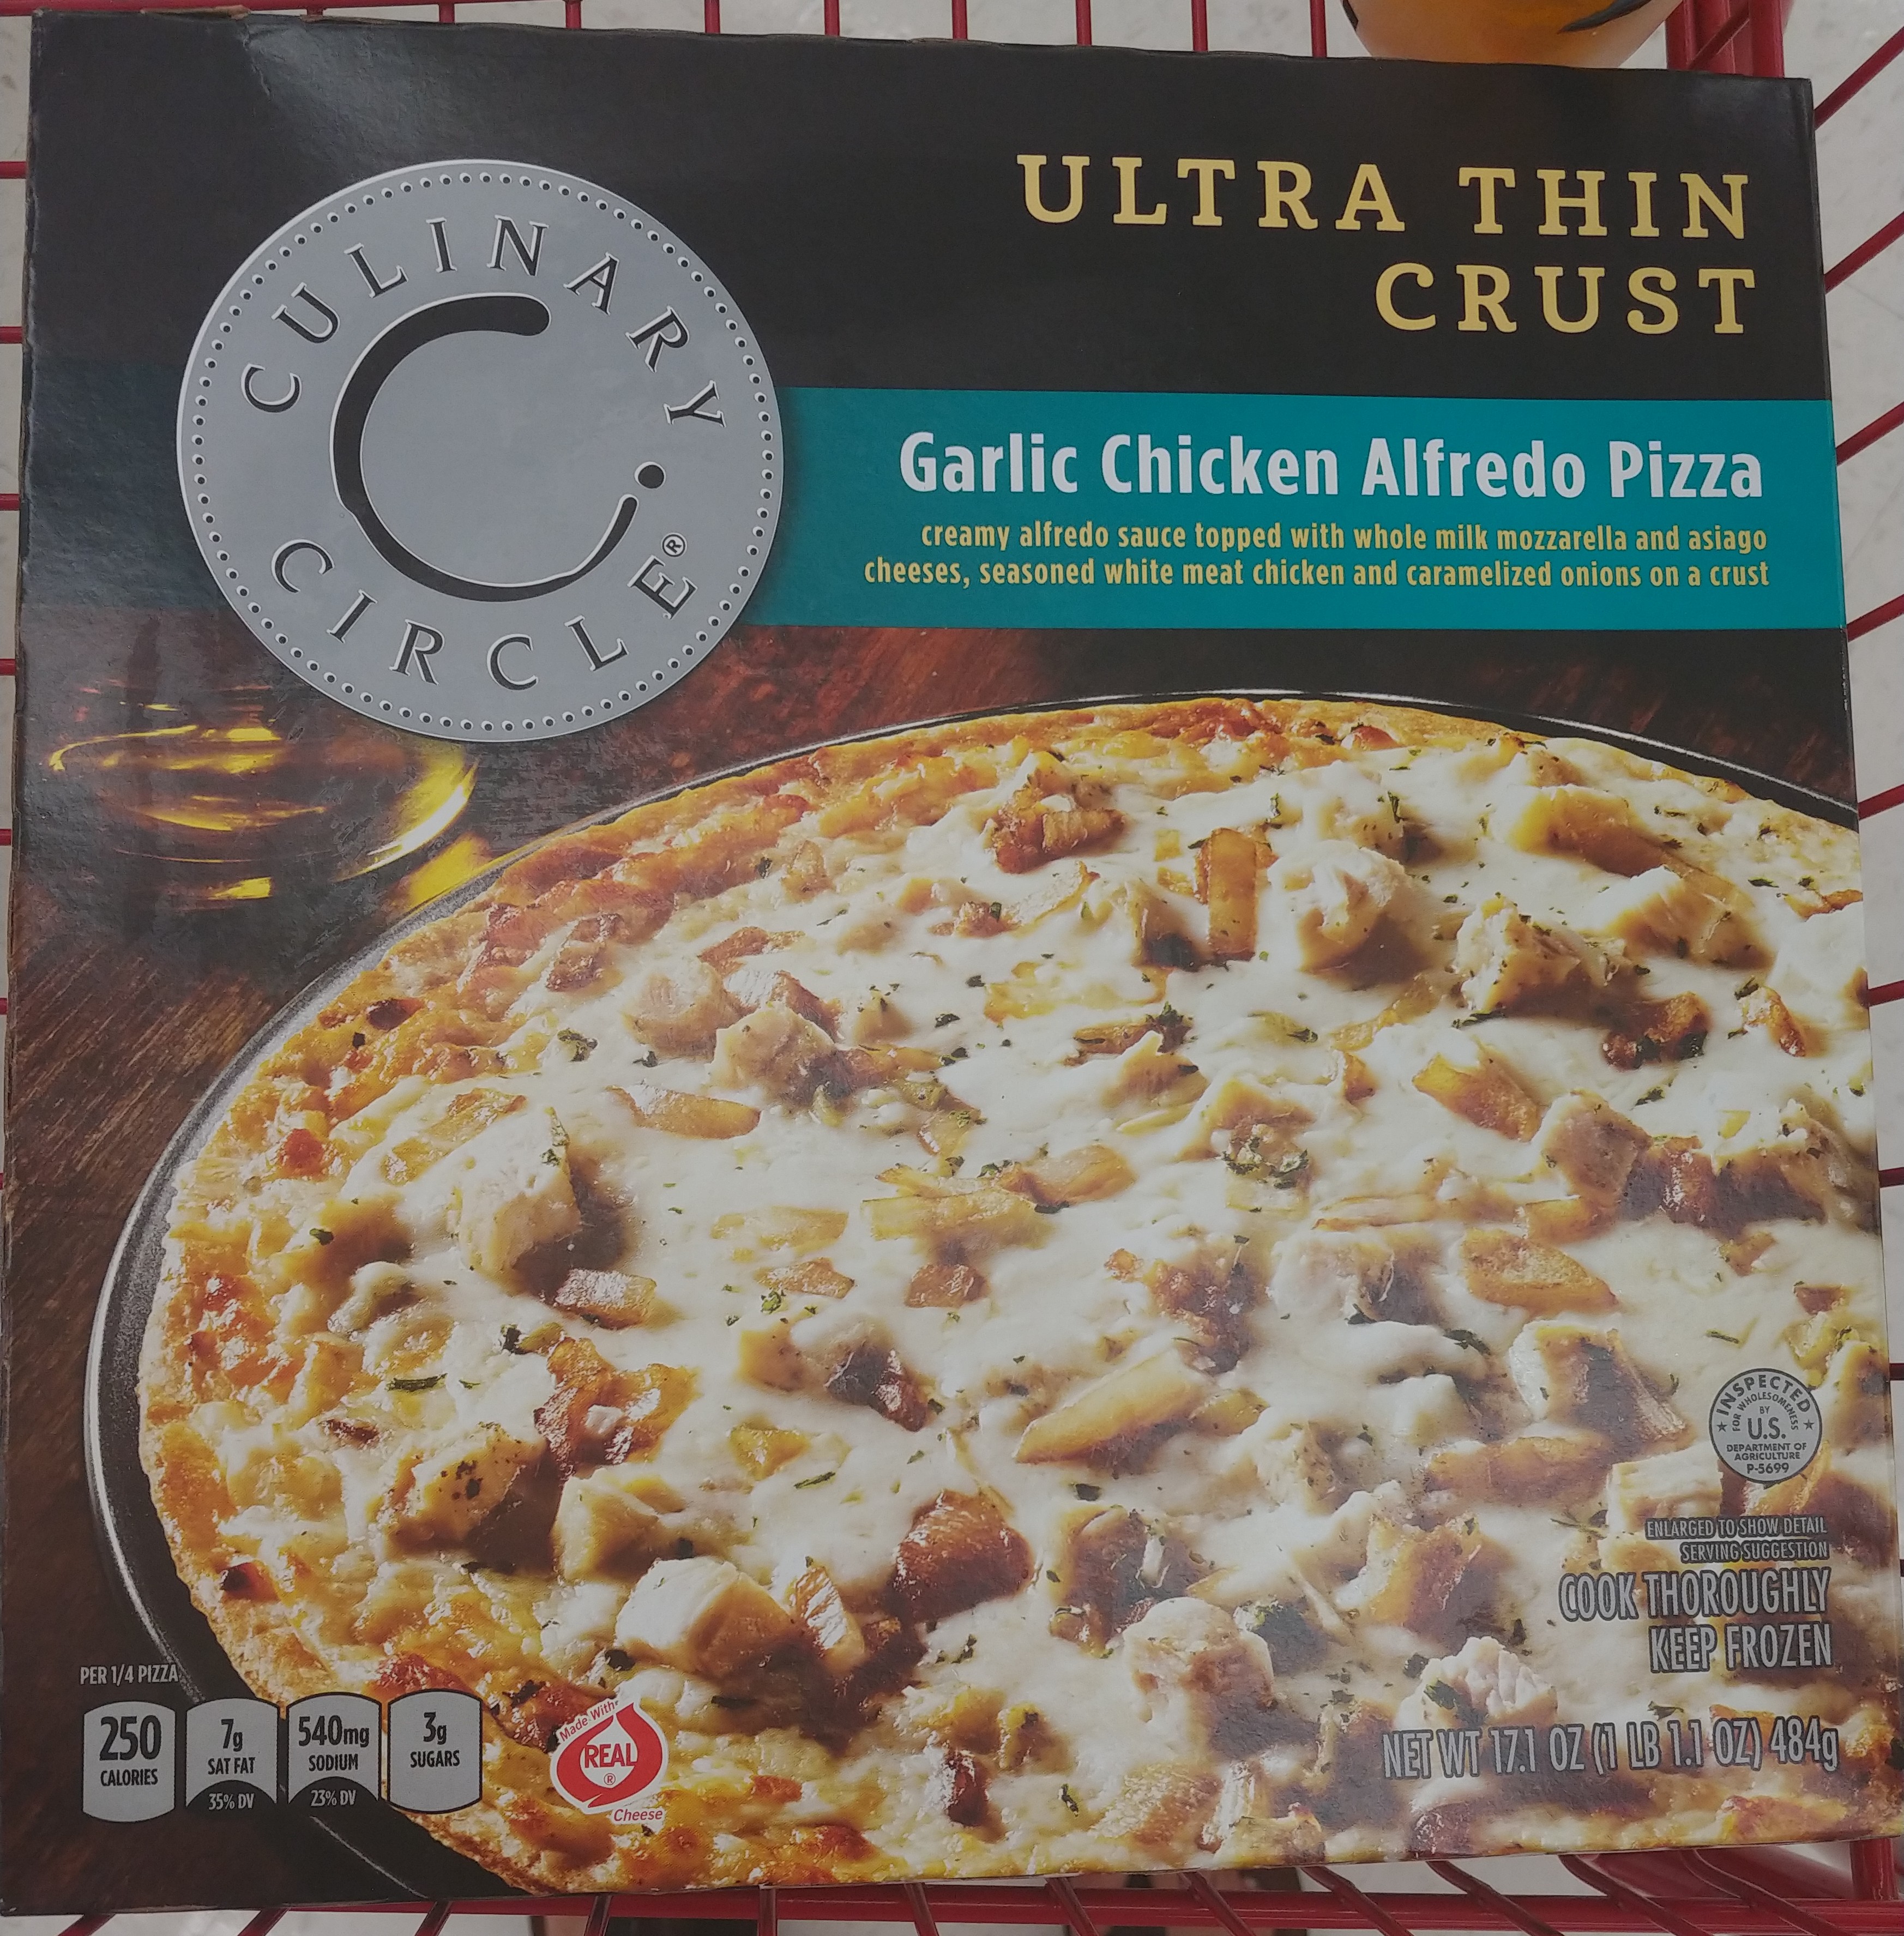 CULINARY
CIRCLE®
ULTRA THIN
CRUST
Garlic Chicken Alfredo Pizza
creamy alfredo sauce topped with whole milk mozzarella and asiago
cheeses, seasoned white meat chicken and caramelized onions on a crust
INSPECTED
FOR WHOLESOMENESS
BY
U.S.
DEPARTMENT OF
AGRICULTURE
P-5699
ENLARGED TO SHOW DETAIL
SERVING SUGGESTION
COOK THOROUGHLY
KEEP FROZEN
NET WT 17.1 OZ (1 LB 1.1 OZ) 484g
PER 1/4 PIZZA
250
CALORIES
7g
SAT FAT
35% DV
540mg
SODIUM
23% DV
3g
SUGARS
Made With
REAL
®
Cheese